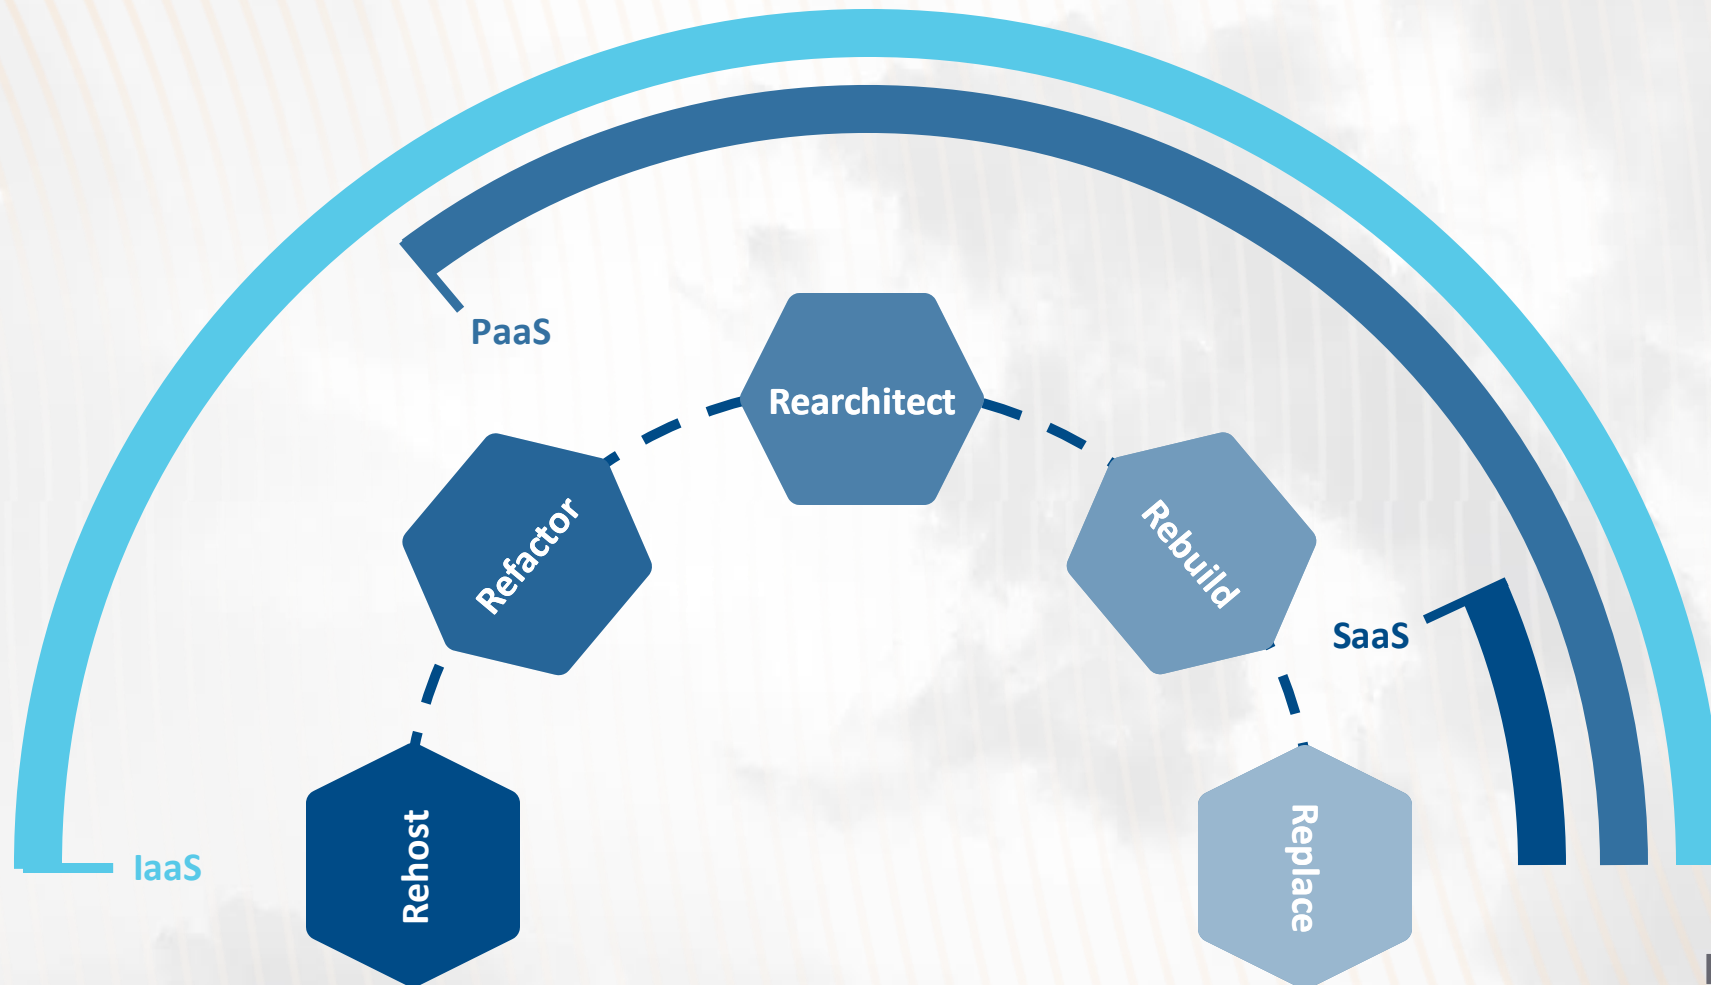 PaaS
Rearchitect
Refactor
Rebuild
SaaS
IaaS
Rehost
Replace